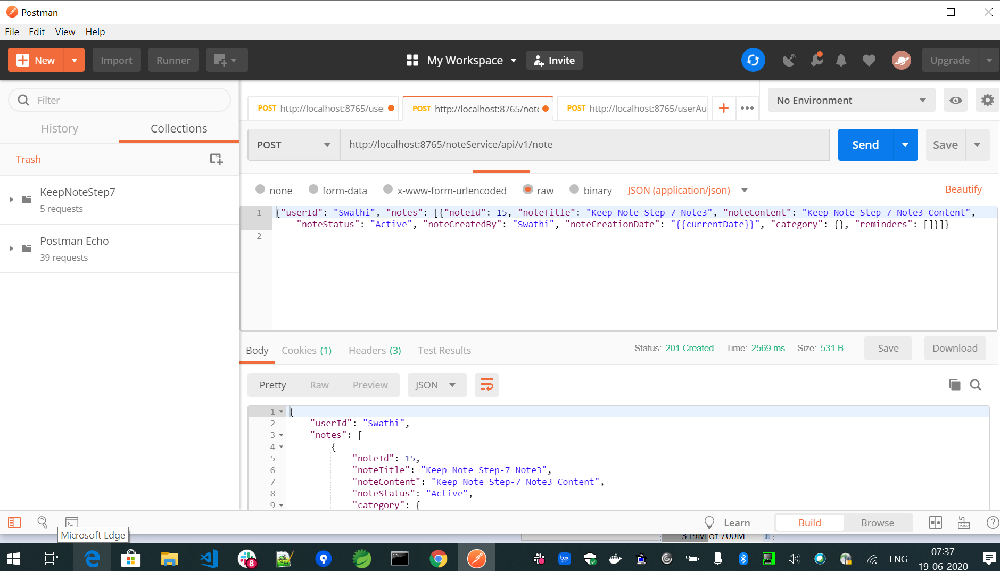 Postman
File Edit View Help
New Import Runner My Workspace Invite Upgrade
Filter
History Collections
Trash
KeepNoteStep7
5 requests
Postman Echo
39 requests
POST http://localhost:8765/use POST http://localhost:8765/note POST http://localhost:8765/userAu + •••
No Environment
POST http://localhost:8765/noteService/api/v1/note Send Save
none form-data x-www-form-urlencoded raw binary JSON (application/json) Beautify
1 {"userId": "Swathi", "notes": [{"noteId": 15, "noteTitle": "Keep Note Step-7 Note3", "noteContent": "Keep Note Step-7 Note3 Content",
"noteStatus": "Active", "noteCreatedBy": "Swathi", "noteCreationDate": "{{currentDate}}", "category": {}, "reminders": []}]}
2
Body Cookies (1) Headers (3) Test Results Status: 201 Created Time: 2569 ms Size: 531 B Save Download
Pretty Raw Preview JSON
1 {
2 "userId": "Swathi",
3 "notes": [
4 {
5 "noteId": 15,
6 "noteTitle": "Keep Note Step-7 Note3",
7 "noteContent": "Keep Note Step-7 Note3 Content",
8 "noteStatus": "Active",
9 "category": {
Learn Build Browse
Microsoft Edge
319M of 700M
8 box EDIT ENG 07:37
19-06-2020